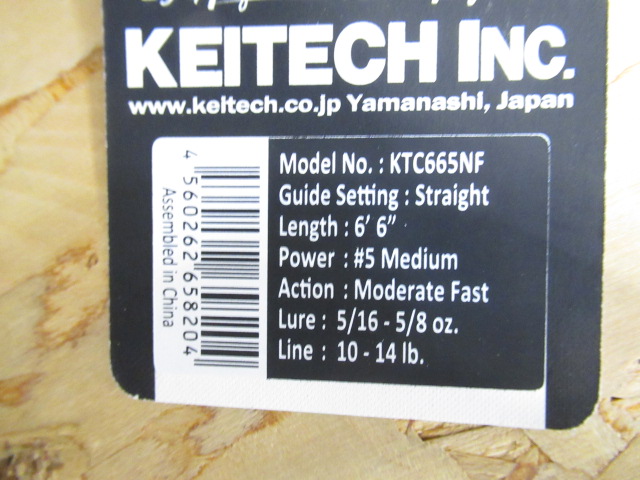 KEITECH INC.
www.keitech.co.jp Yamanashi, Japan
Model No. : KTC665NF
Guide Setting : Straight
Length : 6' 6"
Power : #5 Medium
Action : Moderate Fast
Lure : 5/16 - 5/8 oz.
Line : 10 - 14 lb.
4 560262 658204
Assembled in China